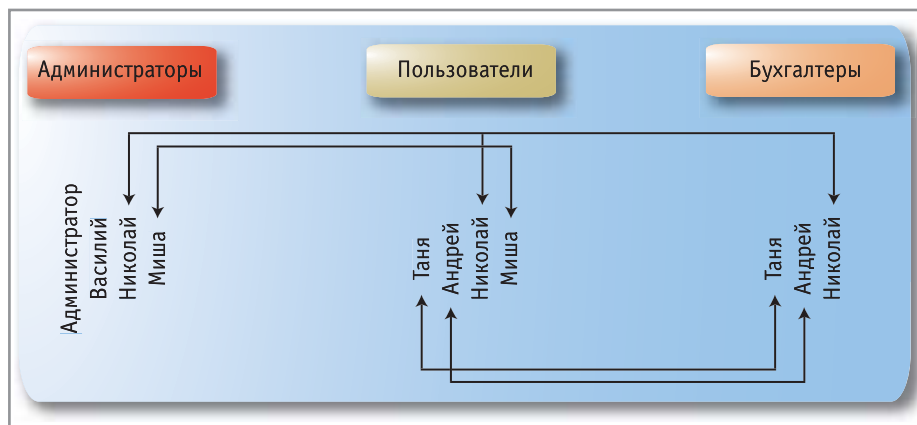 Администраторы
Пользователи
Бухгалтеры
Администратор
Василий
Николай
Миша
Таня
Андрей
Николай
Миша
Таня
Андрей
Николай